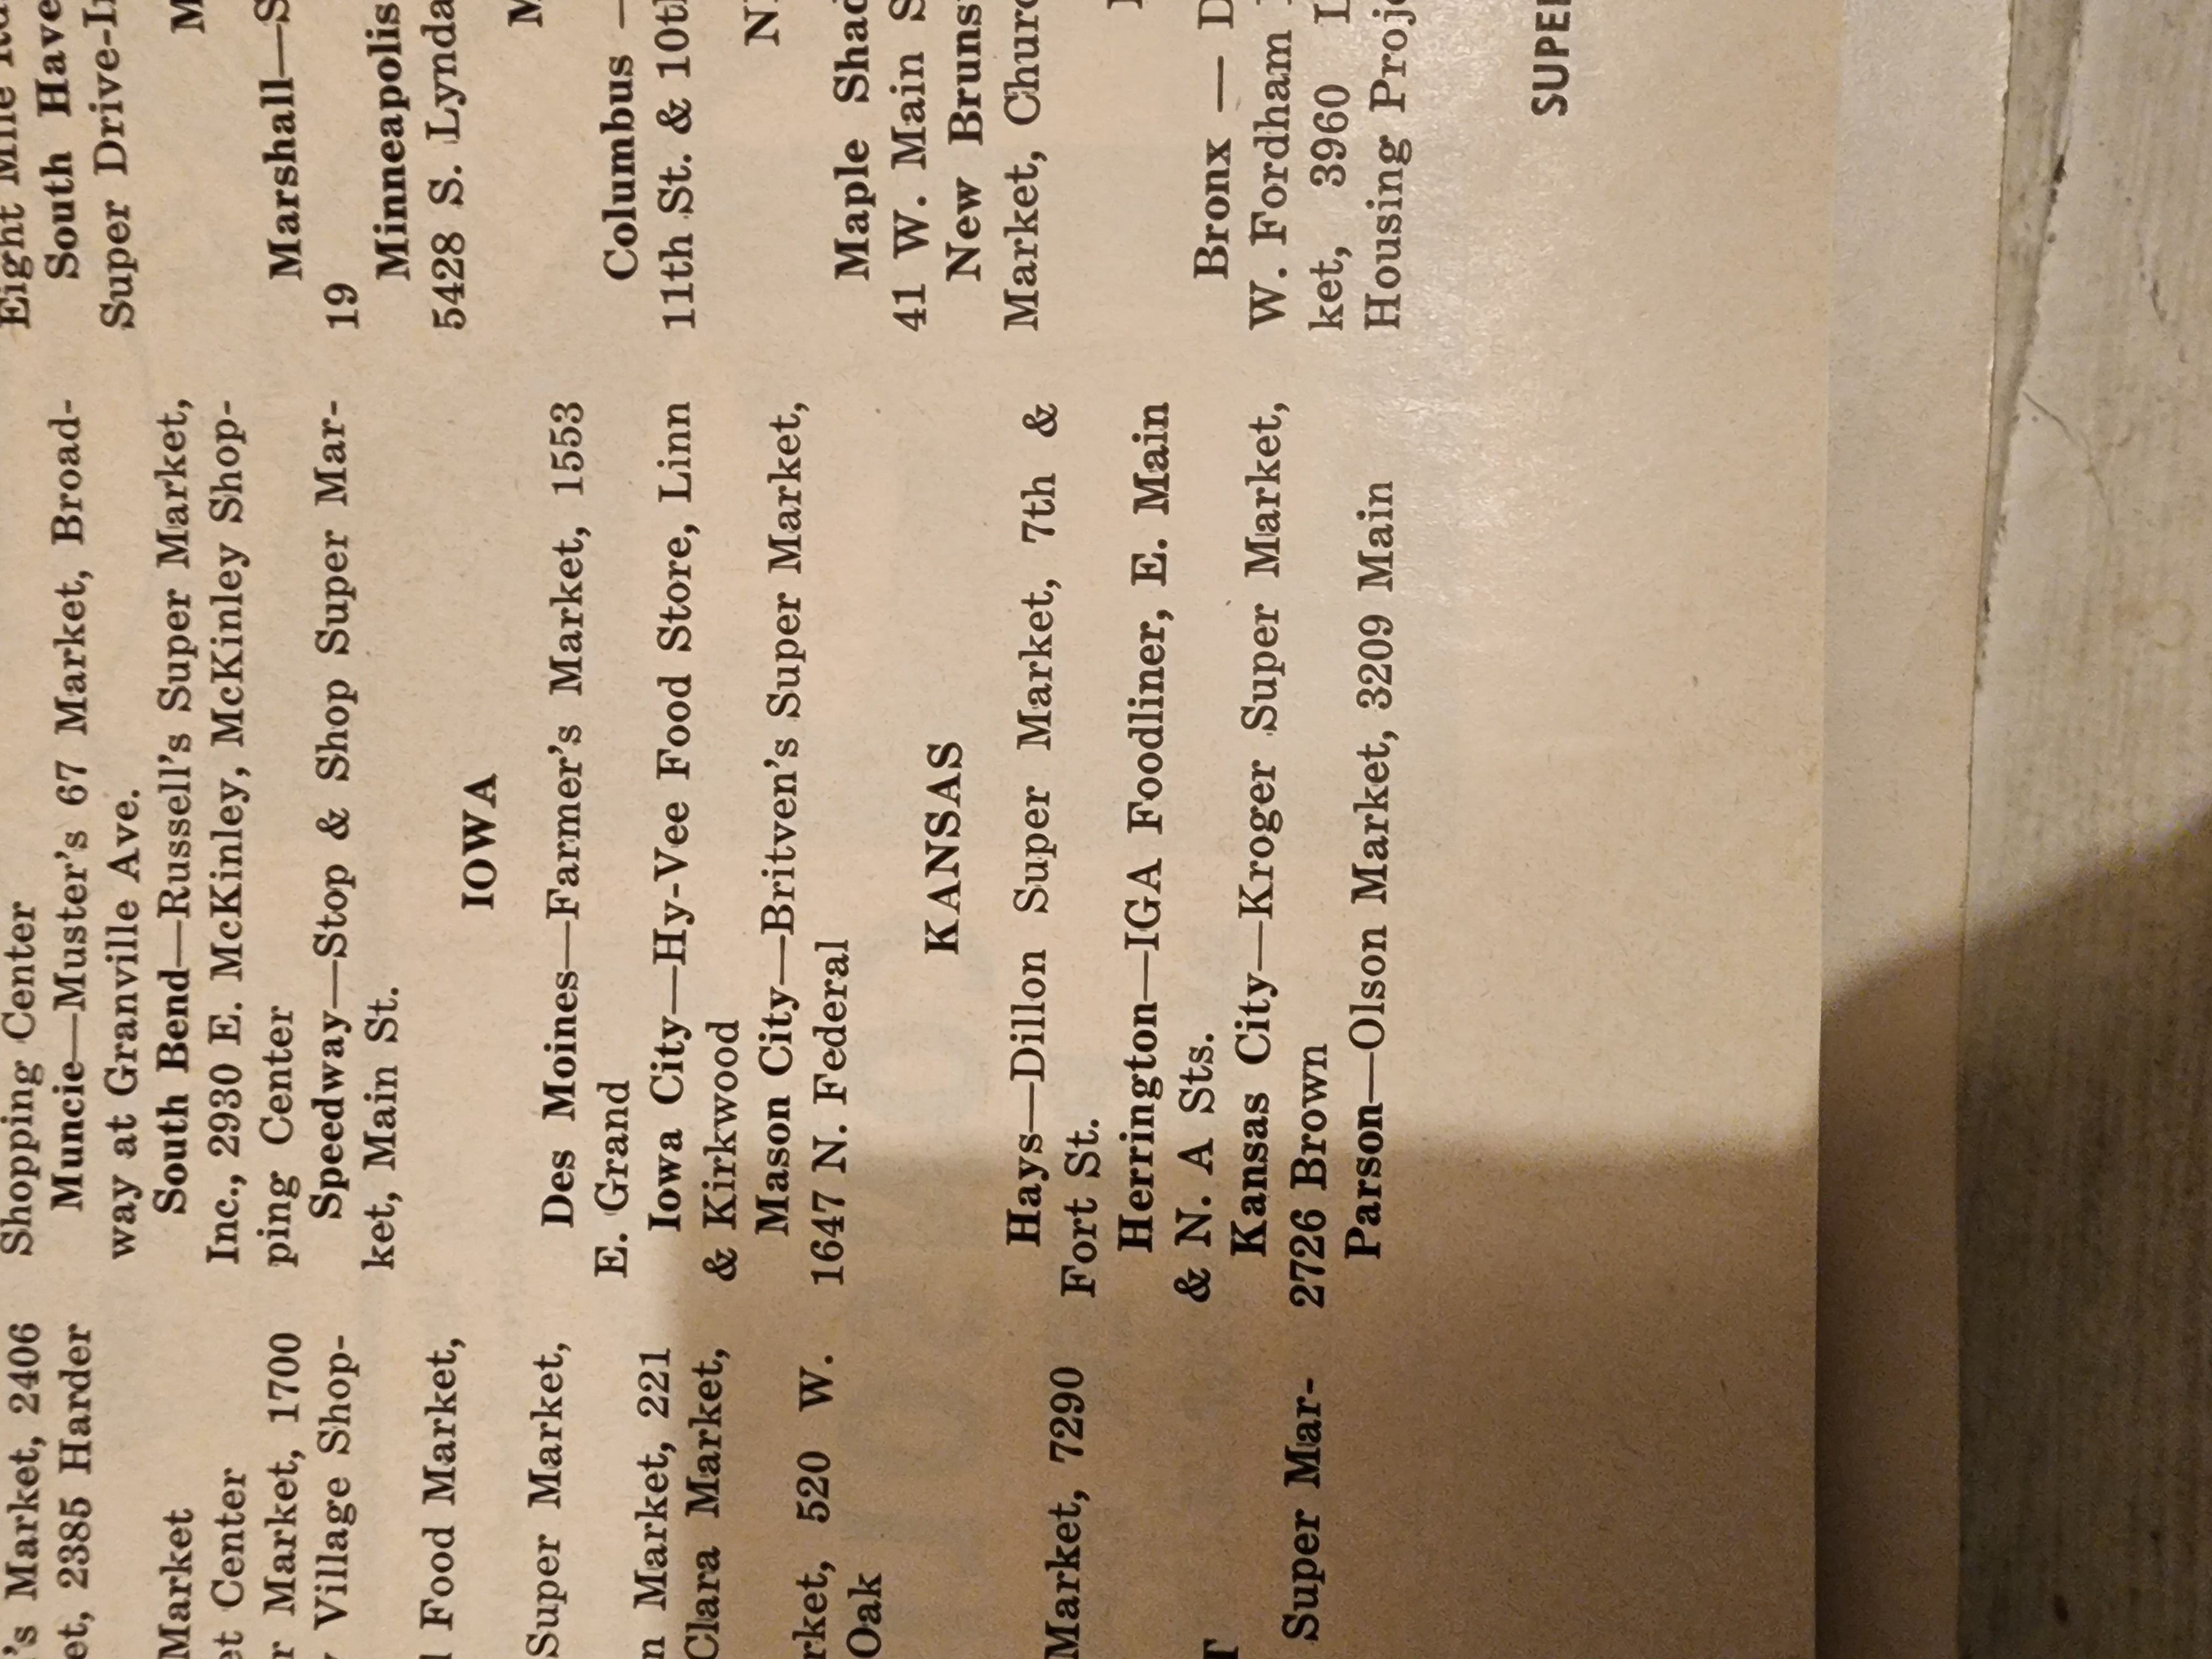 's Market, 2406
et, 2385 Harder
Market
et Center
r Market, 1700
Village Shop-
Food Market,
Super Market,
n Market, 221
Clara Market,
rket, 520 W.
Oak
Market, 7290
T
Super Mar-
Shopping Center
Muncie—Muster's 67 Market, Broad-
way at Granville Ave.
South Bend—Russell's Super Market,
Inc., 2930 E. McKinley, McKinley Shop-
ping Center
Speedway—Stop & Shop Super Mar-
ket, Main St.
IOWA
Des Moines—Farmer's Market, 1553
E. Grand
Iowa City—Hy-Vee Food Store, Linn
& Kirkwood
Mason City—Britven's Super Market,
1647 N. Federal
KANSAS
Hays—Dillon Super Market, 7th &
Fort St.
Herrington—IGA Foodliner, E. Main
& N. A Sts.
Kansas City—Kroger Super Market,
2726 Brown
Parson—Olson Market, 3209 Main
Eight Mile
South Have
Super Drive-I
M
Marshall—S
19
Minneapolis
5428 S. Lynda
M
Columbus —
11th St. & 10th
N
Maple Shad
41 W. Main S
New Bruns
Market, Churc
Bronx — D
W. Fordham
ket, 3960 L
Housing Proj
SUPE